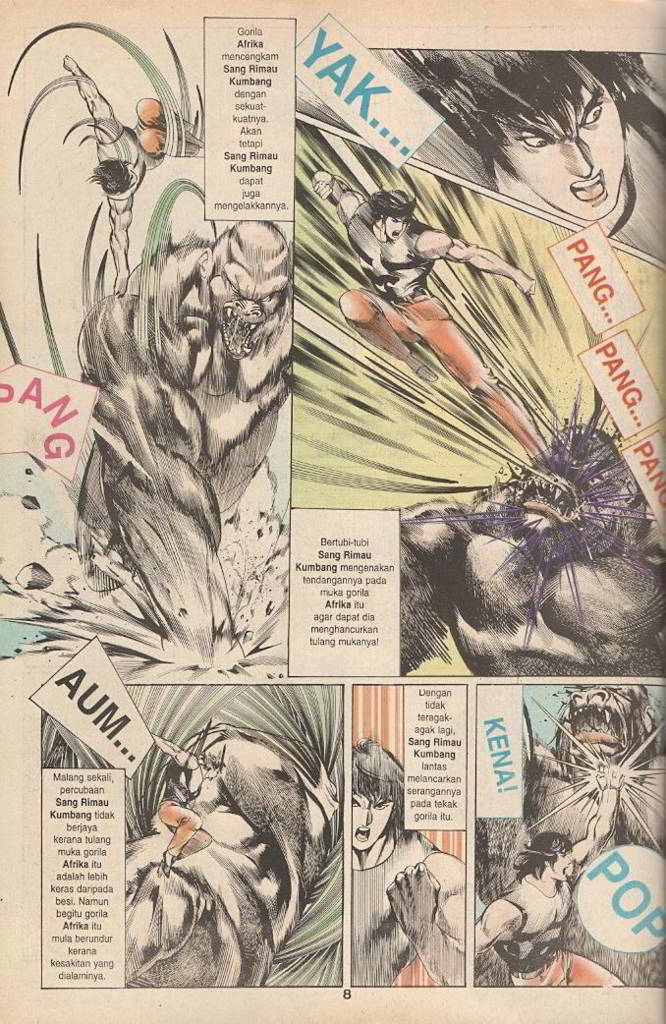 Gorila
Afrika
mencengkam
Sang Rimau
Kumbang
dengan
sekuat-
kuatnya.
Akan
tetapi
Sang Rimau
Kumbang
dapat
juga
mengelakkannya.
YAK....
PANG...
PANG...
PANG
PANG
Bertubi-tubi
Sang Rimau
Kumbang mengenakan
tendangannya pada
muka gorila
Afrika itu
agar dapat dia
menghancurkan
tulang mukanya!
AUM...
Malang sekali,
percubaan
Sang Rimau
Kumbang tidak
berjaya
kerana tulang
muka gorila
Afrika itu
adalah lebih
keras daripada
besi. Namun
begitu gorila
Afrika itu
mula berundur
kerana
kesakitan yang
dialaminya.
Dengan
tidak
teragak-
agak lagi,
Sang Rimau
Kumbang
lantas
melancarkan
serangannya
pada tekak
gorila itu.
KENA!
POP
8